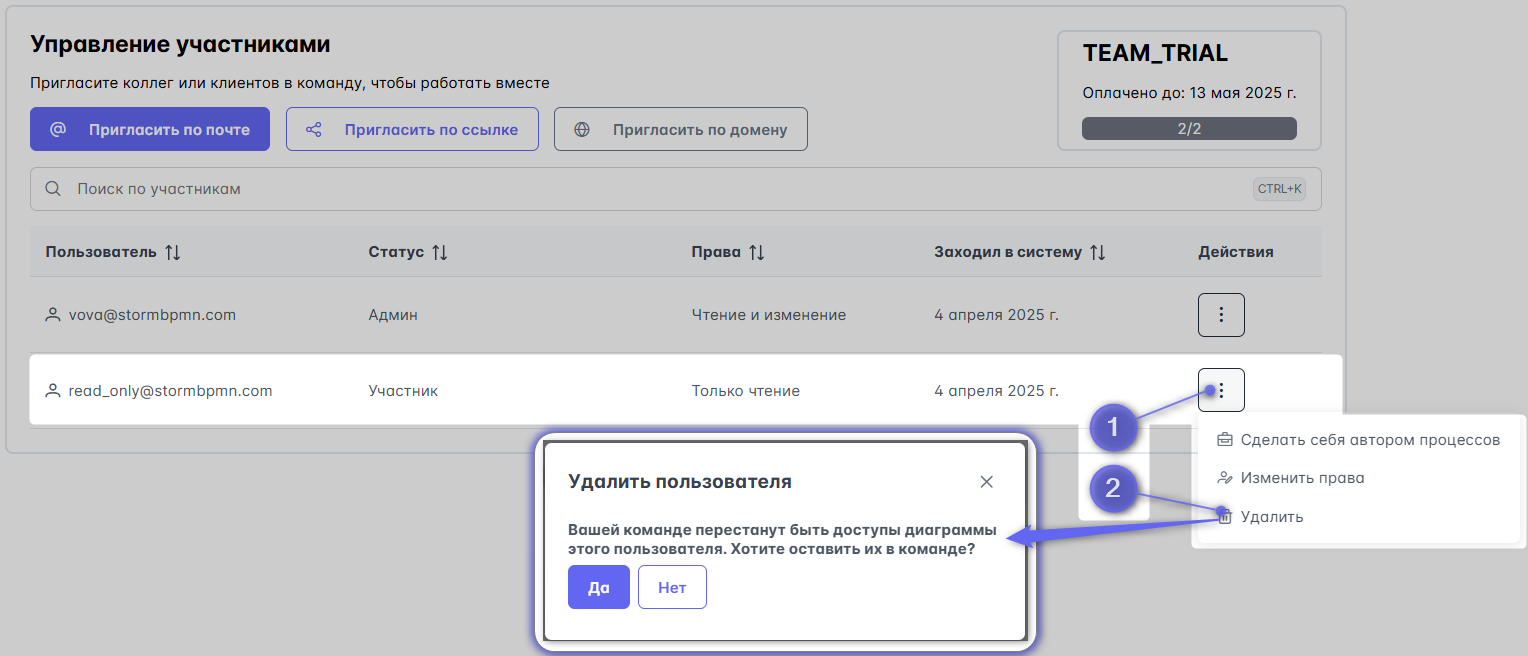 Управление участниками
Пригласите коллег или клиентов в команду, чтобы работать вместе
@ Пригласить по почте
Пригласить по ссылке
Пригласить по домену
TEAM_TRIAL
Оплачено до: 13 мая 2025 г.
2/2
Поиск по участникам
CTRL+K
Пользователь Статус Права Заходил в систему Действия
vova@stormbpmn.com Админ Чтение и изменение 4 апреля 2025 г.
read_only@stormbpmn.com Участник Только чтение 4 апреля 2025 г.
1
2
Сделать себя автором процессов
Изменить права
Удалить
Удалить пользователя
Вашей команде перестанут быть доступы диаграммы
этого пользователя. Хотите оставить их в команде?
Да Нет